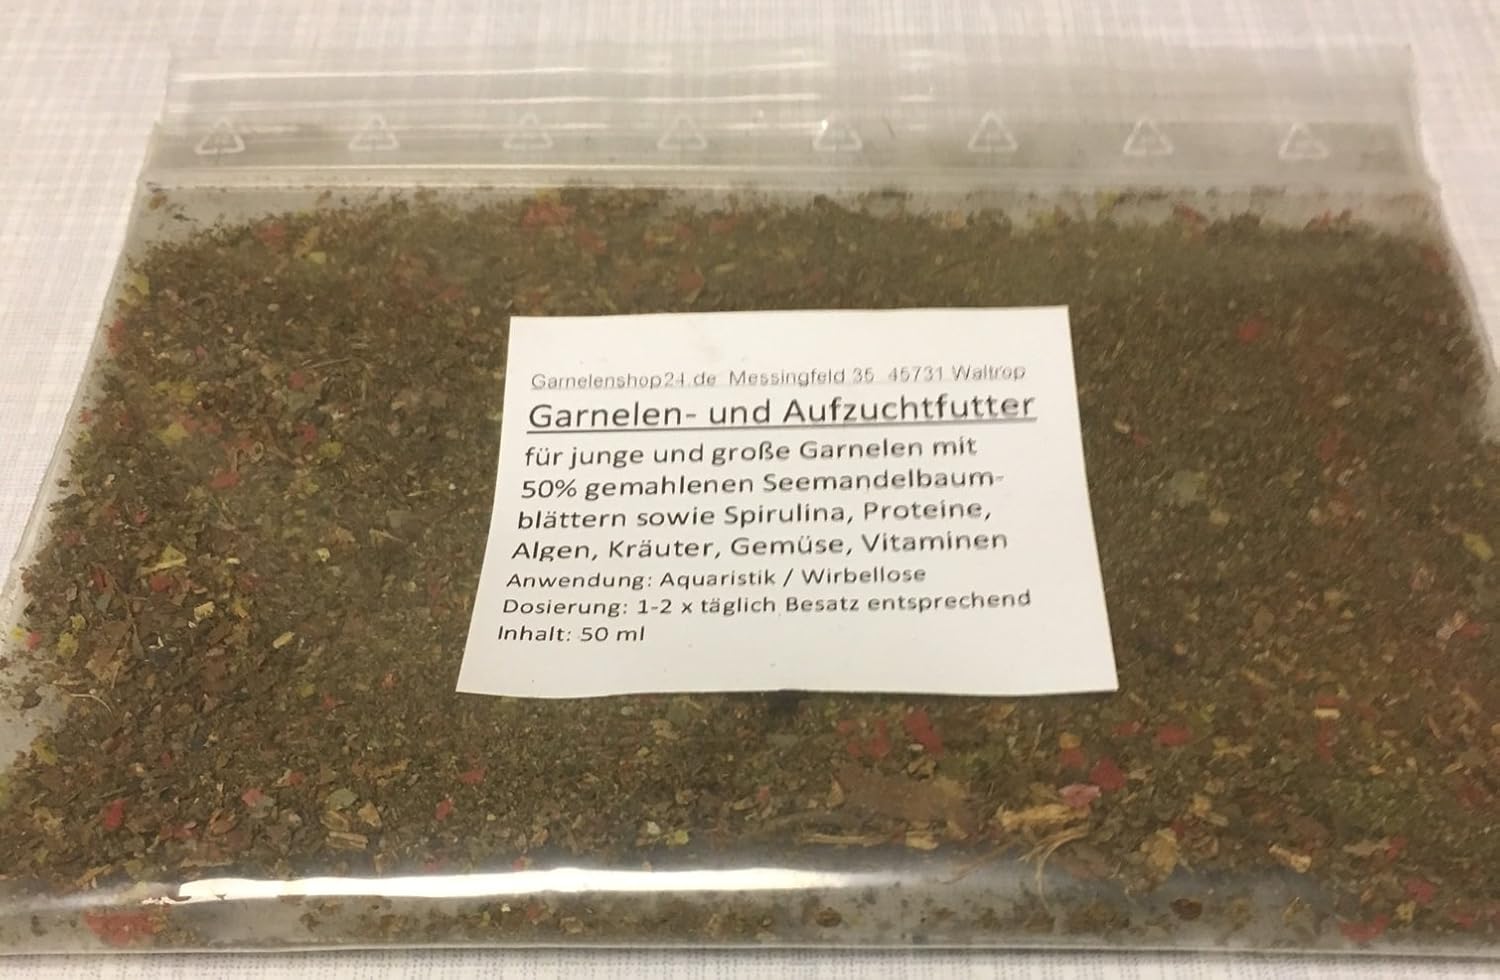 Garnelenshop24.de Messingfeld 35 45731 Waltrop
Garnelen- und Aufzuchtfutter
für junge und große Garnelen mit
50% gemahlenen Seemandelbaum-
blättern sowie Spirulina, Proteine,
Algen, Kräuter, Gemüse, Vitaminen
Anwendung: Aquaristik / Wirbellose
Dosierung: 1-2 x täglich Besatz entsprechend
Inhalt: 50 ml